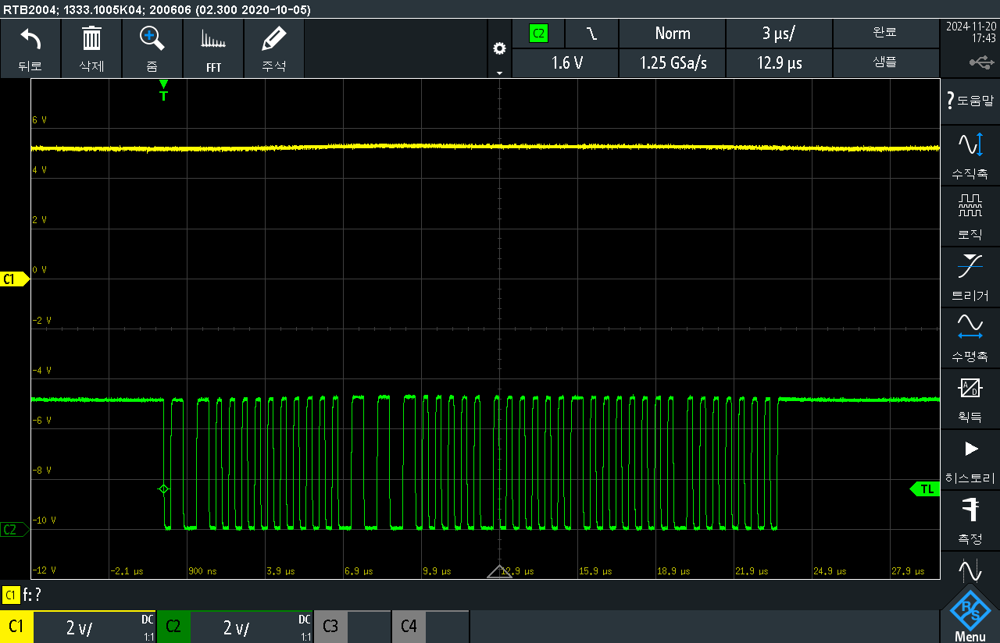 RTB2004; 1333.1005K04; 200606 (02.300 2020-10-05)
뒤로
삭제
줌
FFT
주석
C2
Norm
3 µs/
완료
1.6 V
1.25 GSa/s
12.9 µs
샘플
2024-11-20
17:43
T
?도움말
수직축
로직
트리거
수평축
A
D
획득
히스토리
측정
6 V
4 V
2 V
C1
0 V
-2 V
-4 V
-6 V
-8 V
TL
-10 V
C2
-12 V
-2.1 µs
900 ns
3.9 µs
6.9 µs
9.9 µs
12.9 µs
15.9 µs
18.9 µs
21.9 µs
24.9 µs
27.9 µs
C1 f: ?
C1
2 V/
DC
1:1
C2
2 V/
DC
1:1
C3
C4
R
S
Menu